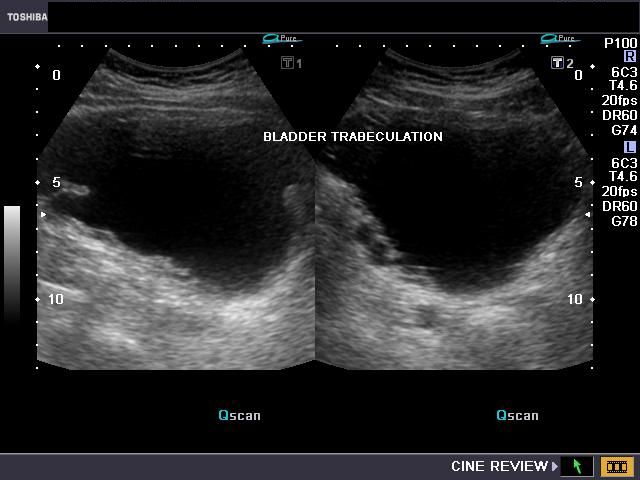 TOSHIBA
Pure
Pure
P100
T1
T2
R
0
0
6C3
T4.6
20fps
DR60
G74
BLADDER TRABECULATION
L
6C3
T4.6
20fps
DR60
G78
5
5
10
10
Qscan
Qscan
CINE REVIEW